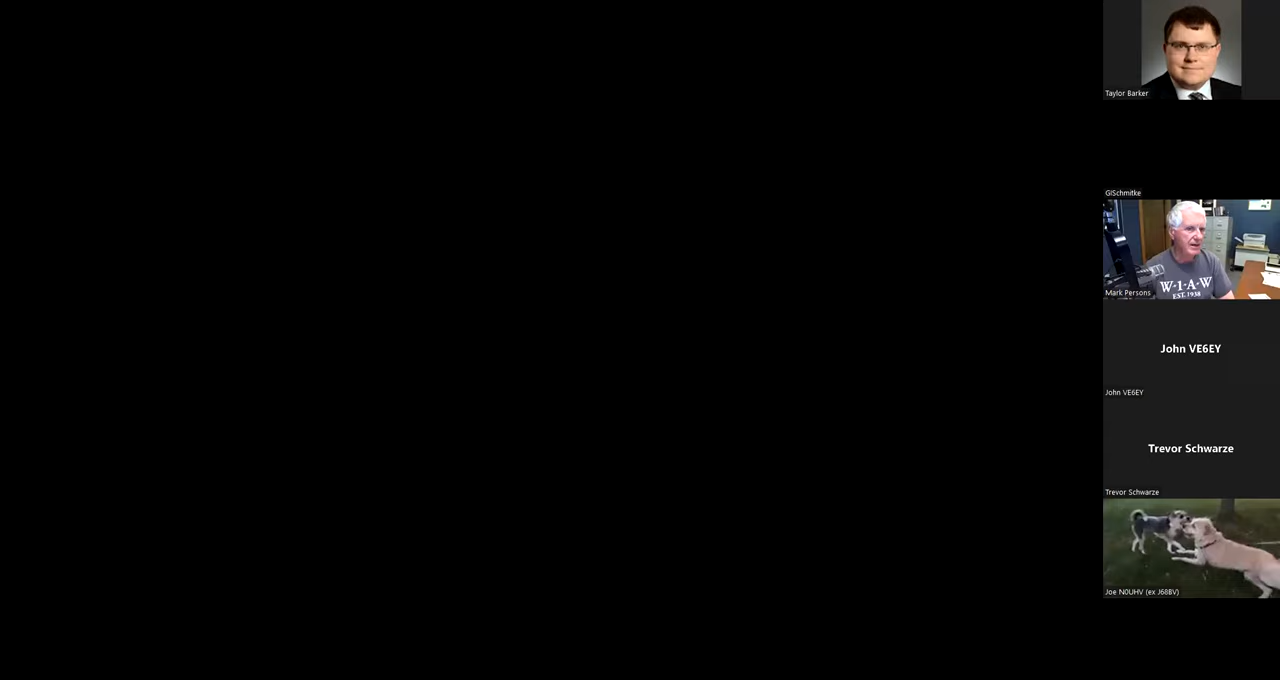 Taylor Barker
GlSchmitke
W-1-A-W
EST. 1938
Mark Persons
John VE6EY
John VE6EY
Trevor Schwarze
Trevor Schwarze
Joe N0UHV (ex J68BV)